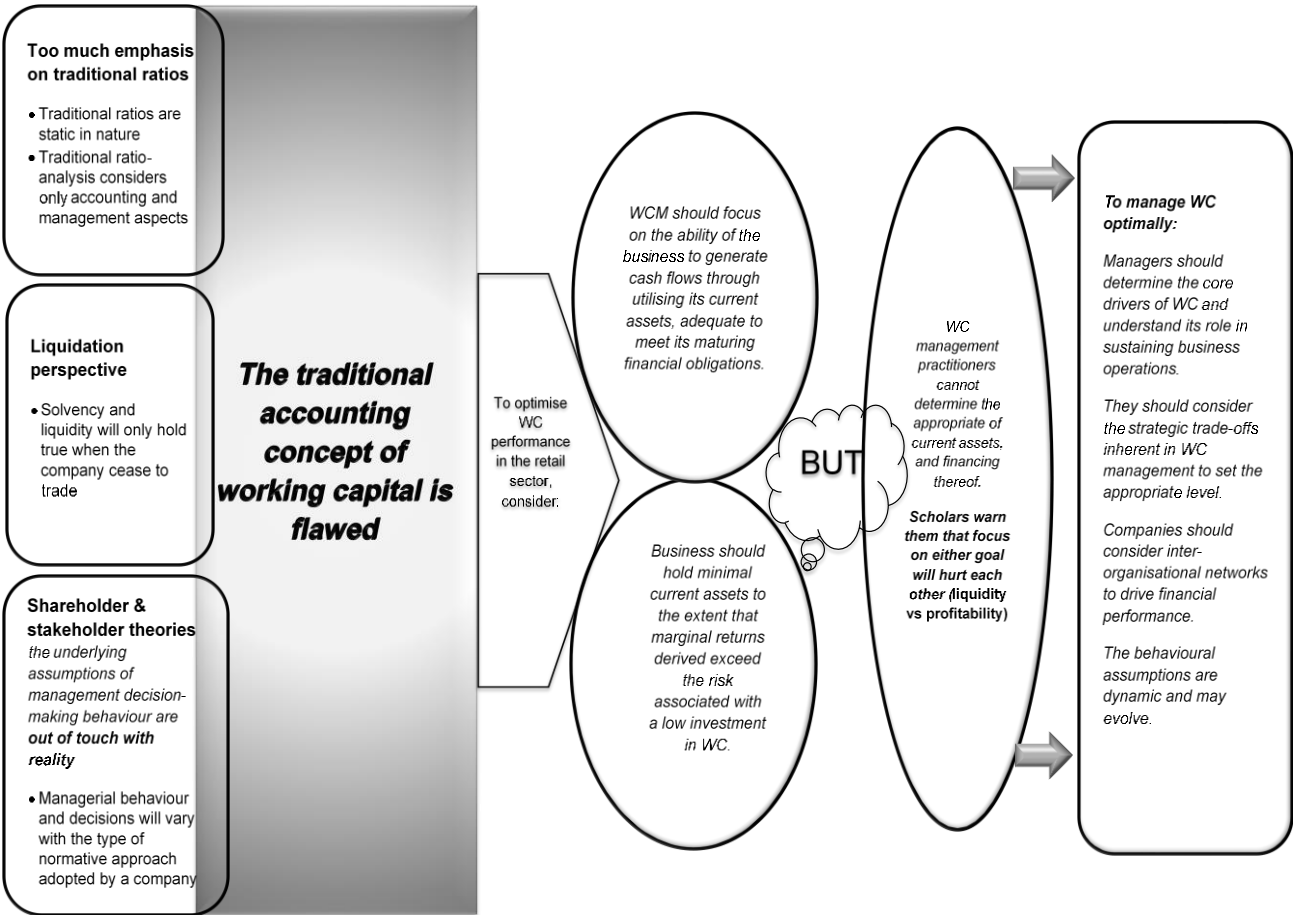 Too much emphasis
on traditional ratios
• Traditional ratios are
static in nature
• Traditional ratio-
analysis considers
only accounting and
management aspects
Liquidation
perspective
• Solvency and
liquidity will only hold
true when the
company cease to
trade
Shareholder &
stakeholder theories
the underlying
assumptions of
management decision-
making behaviour are
out of touch with
reality
• Managerial behaviour
and decisions will vary
with the type of
normative approach
adopted by a company
The traditional
accounting
concept of
working capital is
flawed
To optimise
WC
performance
in the retail
sector,
consider:
WCM should focus
on the ability of the
business to generate
cash flows through
utilising its current
assets, adequate to
meet its maturing
financial obligations.
Business should
hold minimal
current assets to
the extent that
marginal returns
derived exceed
the risk
associated with
a low investment
in WC.
BUT
WC
management
practitioners
cannot
determine the
appropriate of
current assets,
and financing
thereof.
Scholars warn
them that focus
on either goal
will hurt each
other (liquidity
vs profitability)
To manage WC
optimally:
Managers should
determine the core
drivers of WC and
understand its role in
sustaining business
operations.
They should consider
the strategic trade-offs
inherent in WC
management to set the
appropriate level.
Companies should
consider inter-
organisational networks
to drive financial
performance.
The behavioural
assumptions are
dynamic and may
evolve.